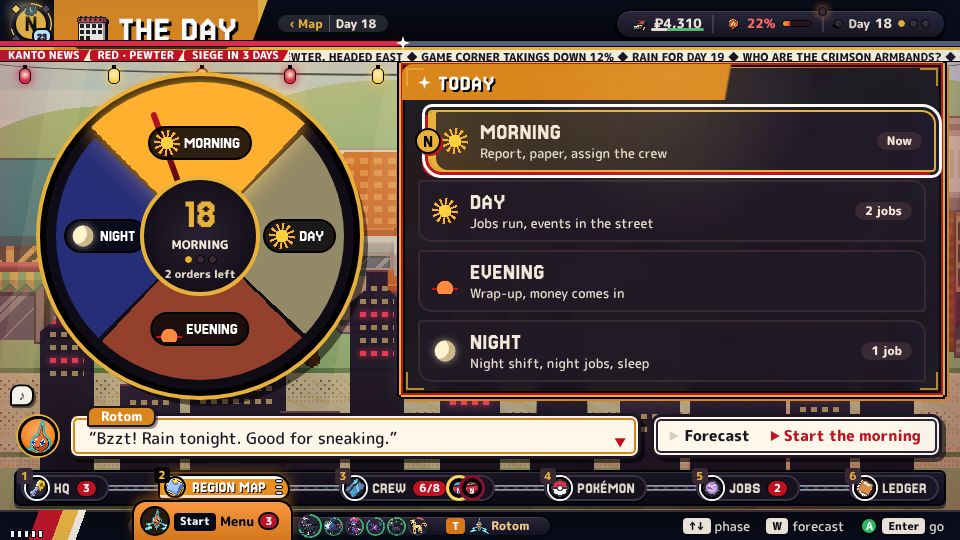 N
23
THE DAY
‹ Map
Day 18
₽4,310
22%
Day 18
KANTO NEWS
RED · PEWTER
SIEGE IN 3 DAYS
WTER, HEADED EAST ◆ GAME CORNER TAKINGS DOWN 12% ◆ RAIN FOR DAY 19 ◆ WHO ARE THE CRIMSON ARMBANDS? ◆
MORNING
NIGHT
DAY
EVENING
18
MORNING
2 orders left
TODAY
N
MORNING
Report, paper, assign the crew
Now
DAY
Jobs run, events in the street
2 jobs
EVENING
Wrap-up, money comes in
NIGHT
Night shift, night jobs, sleep
1 job
♪
Rotom
“Bzzt! Rain tonight. Good for sneaking.”
Forecast
Start the morning
1 HQ 3
2 REGION MAP
3 CREW 6/8
4 POKÉMON
5 JOBS 2
6 LEDGER
Start Menu 3
T Rotom
↑↓ phase
W forecast
A Enter go